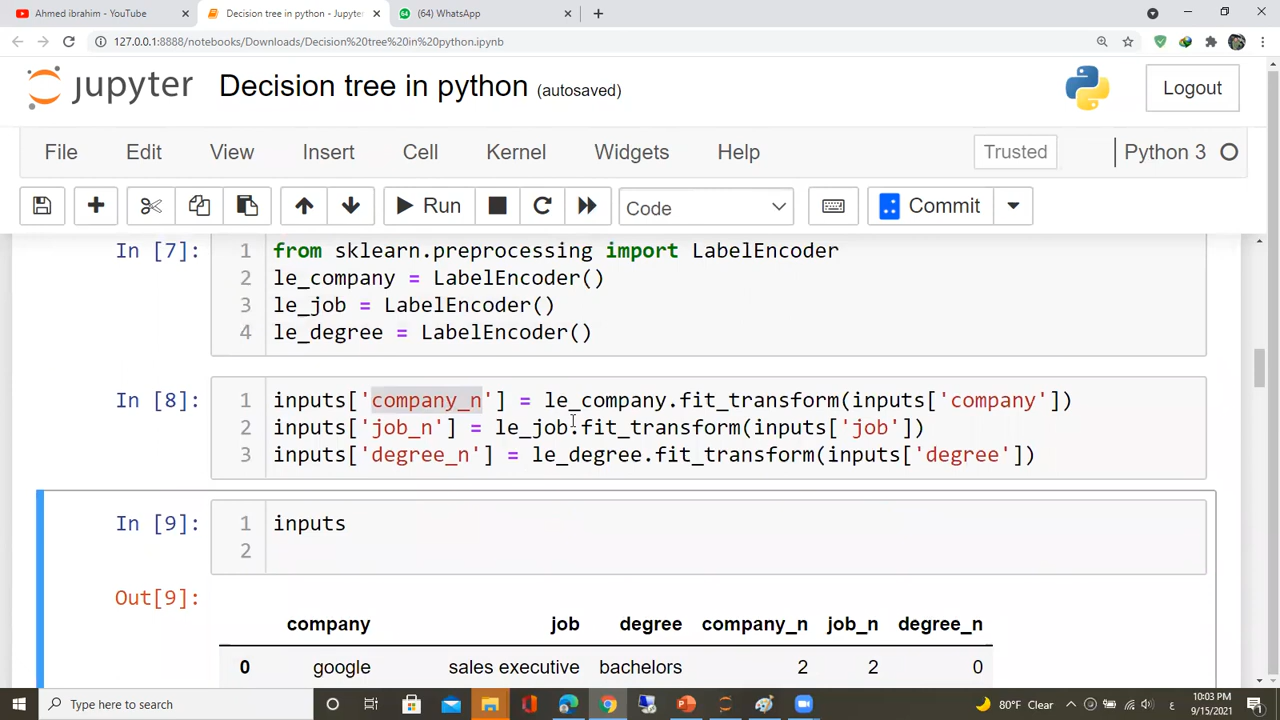 Ahmed ibrahim - YouTube
Decision tree in python - Jupyter
(64) WhatsApp
127.0.0.1:8888/notebooks/Downloads/Decision%20tree%20in%20python.ipynb
jupyter Decision tree in python (autosaved)
Logout
File Edit View Insert Cell Kernel Widgets Help Trusted Python 3
Run Code Commit
In [7]: 1 from sklearn.preprocessing import LabelEncoder
2 le_company = LabelEncoder()
3 le_job = LabelEncoder()
4 le_degree = LabelEncoder()
In [8]: 1 inputs['company_n'] = le_company.fit_transform(inputs['company'])
2 inputs['job_n'] = le_job.fit_transform(inputs['job'])
3 inputs['degree_n'] = le_degree.fit_transform(inputs['degree'])
In [9]: 1 inputs
2
Out[9]:
company job degree company_n job_n degree_n
0 google sales executive bachelors 2 2 0
Type here to search
80°F Clear
ع
10:03 PM
9/15/2021